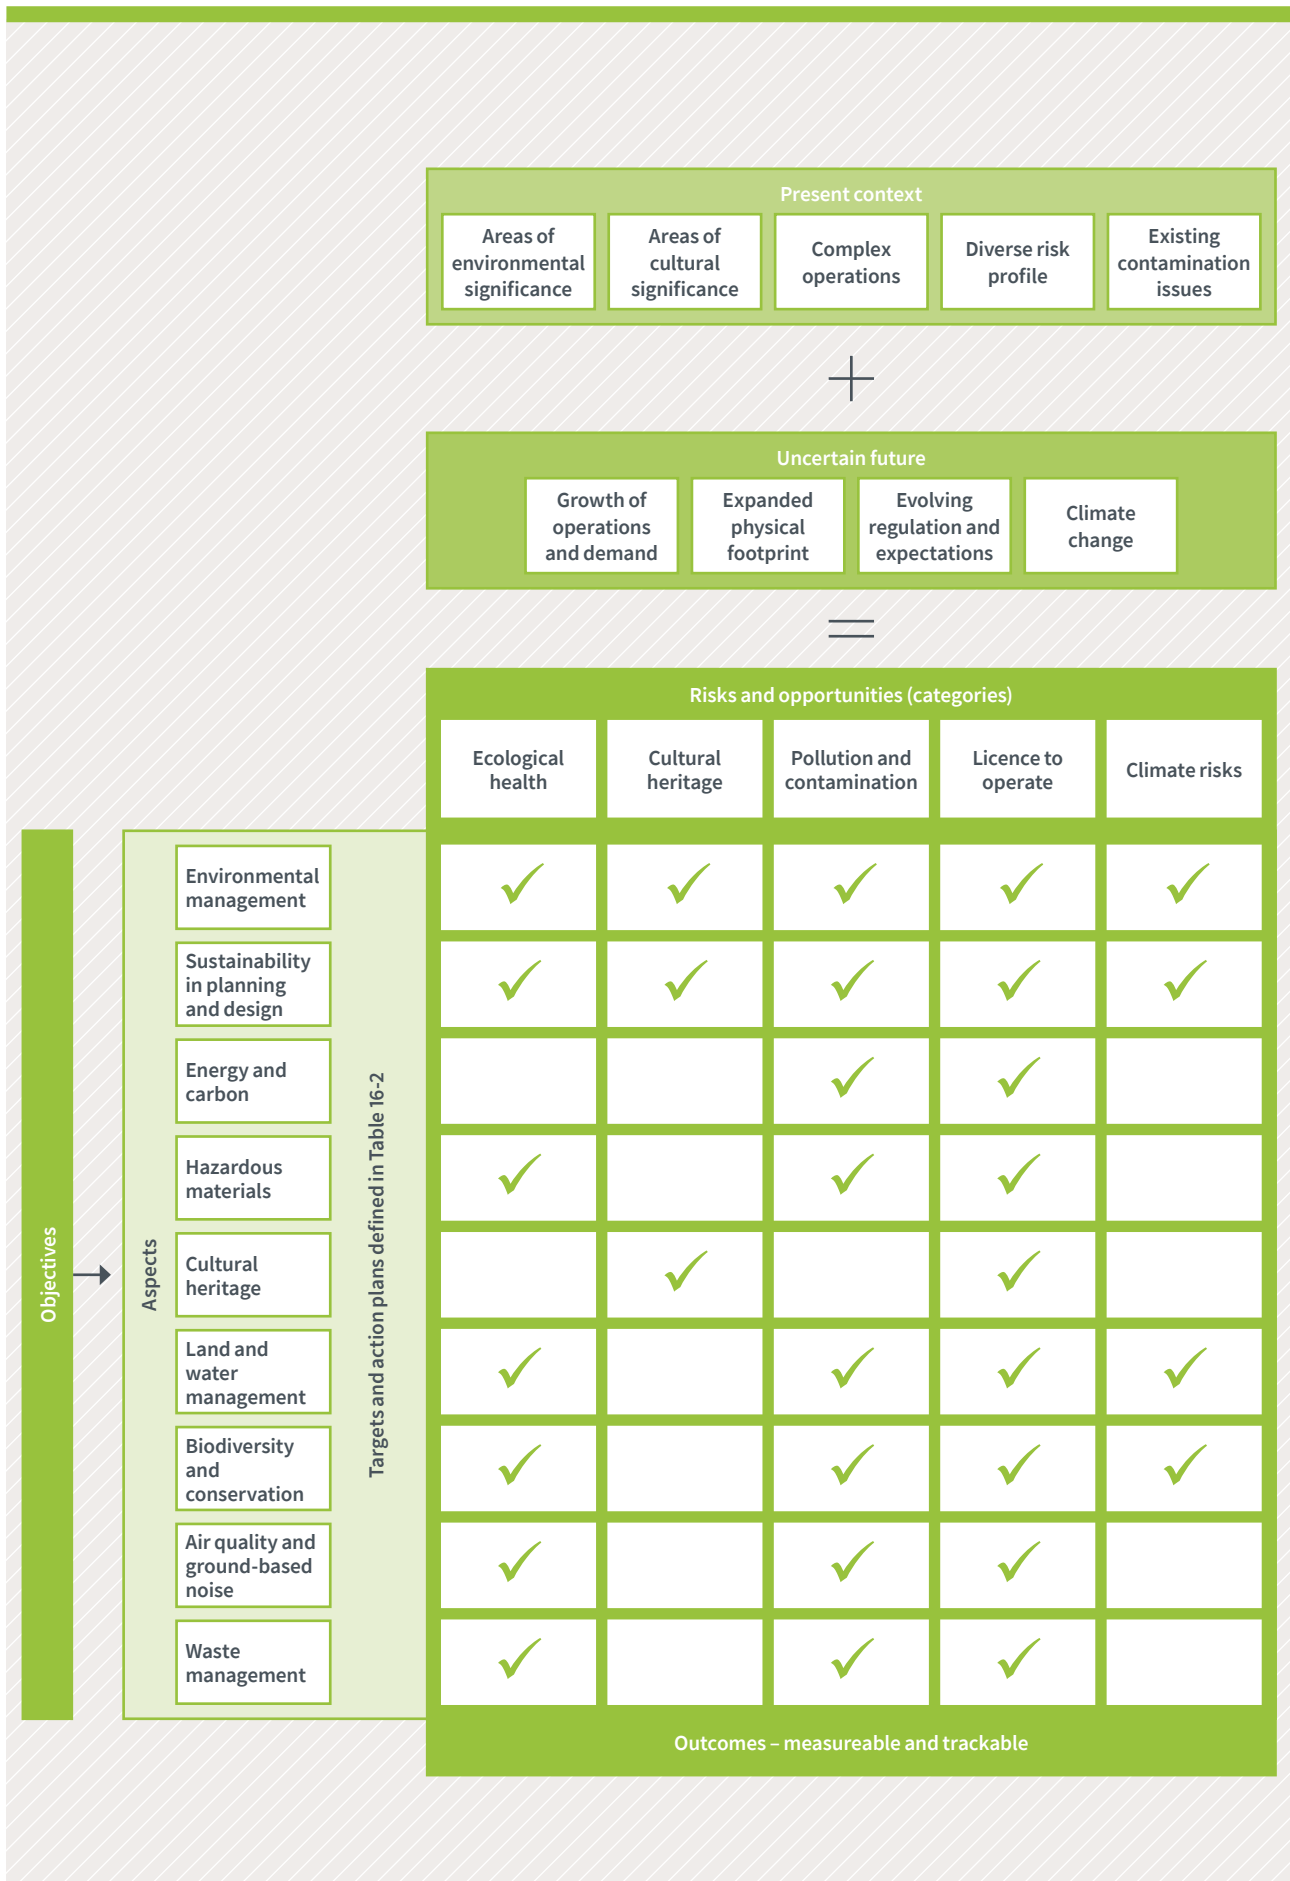 Present context
Areas of
environmental
significance
Areas of
cultural
significance
Complex
operations
Diverse risk
profile
Existing
contamination
issues
Uncertain future
Growth of
operations
and demand
Expanded
physical
footprint
Evolving
regulation and
expectations
Climate
change
Risks and opportunities (categories)
Ecological
health
Cultural
heritage
Pollution and
contamination
Licence to
operate
Climate risks
Objectives
Aspects
Environmental
management
Sustainability
in planning
and design
Energy and
carbon
Hazardous
materials
Cultural
heritage
Land and
water
management
Biodiversity
and
conservation
Air quality and
ground-based
noise
Waste
management
Targets and action plans defined in Table 16-2
Outcomes – measureable and trackable